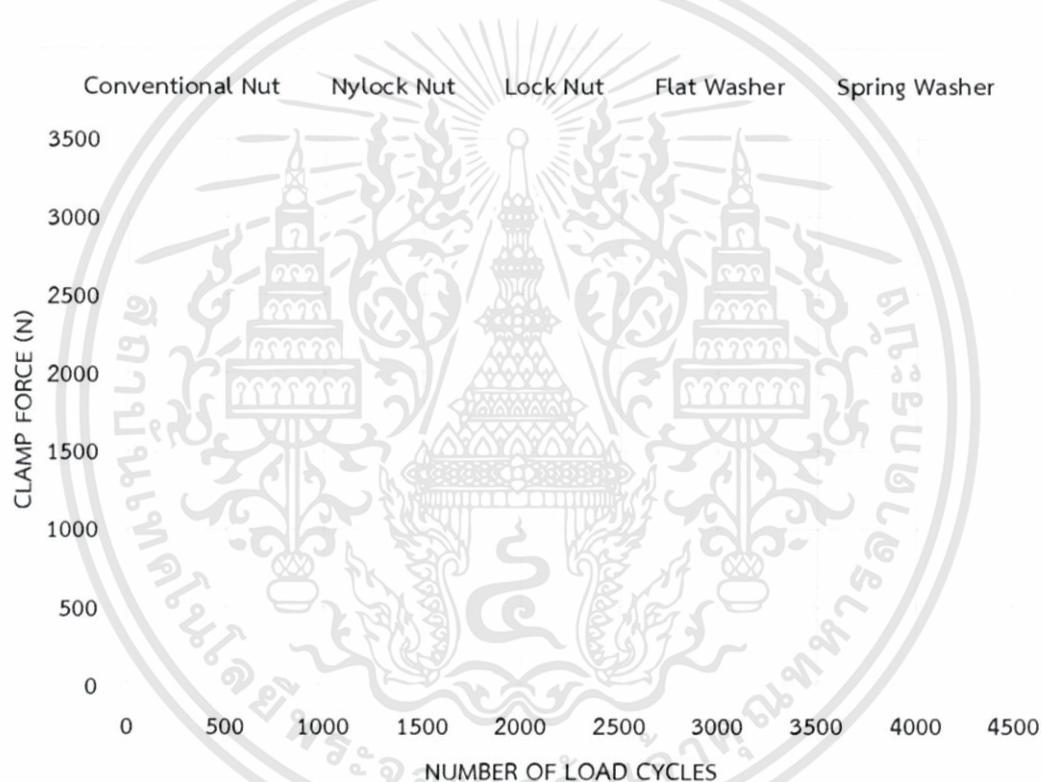 Conventional Nut Nylock Nut Lock Nut Flat Washer Spring Washer
3500
3000
2500
2000
1500
1000
500
0
CLAMP FORCE (N)
0 500 1000 1500 2000 2500 3000 3500 4000 4500
NUMBER OF LOAD CYCLES